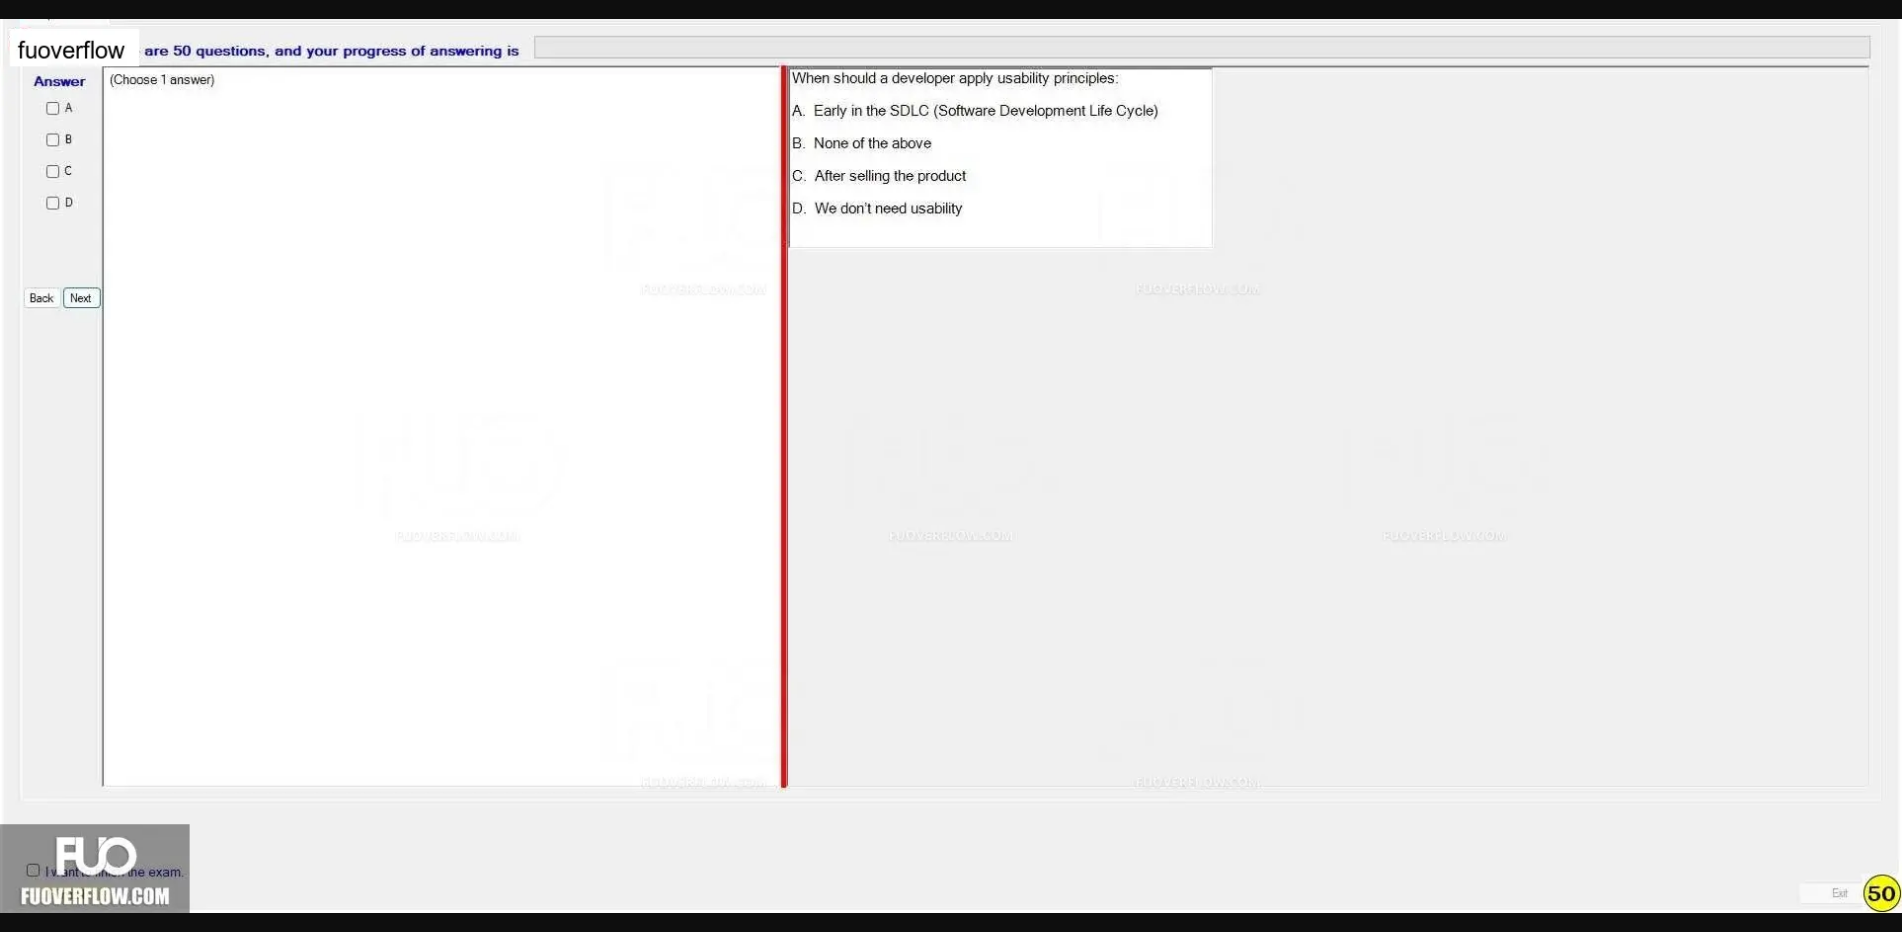 fuoverflow are 50 questions, and your progress of answering is
Answer
(Choose 1 answer)
A
B
C
D
Back Next
When should a developer apply usability principles:
A. Early in the SDLC (Software Development Life Cycle)
B. None of the above
C. After selling the product
D. We don't need usability
FUOVERFLOW.COM FUOVERFLOW.COM
FUOVERFLOW.COM FUOVERFLOW.COM FUOVERFLOW.COM
FUOVERFLOW.COM FUOVERFLOW.COM
FUO
I want to finish the exam.
FUOVERFLOW.COM
Exit 50